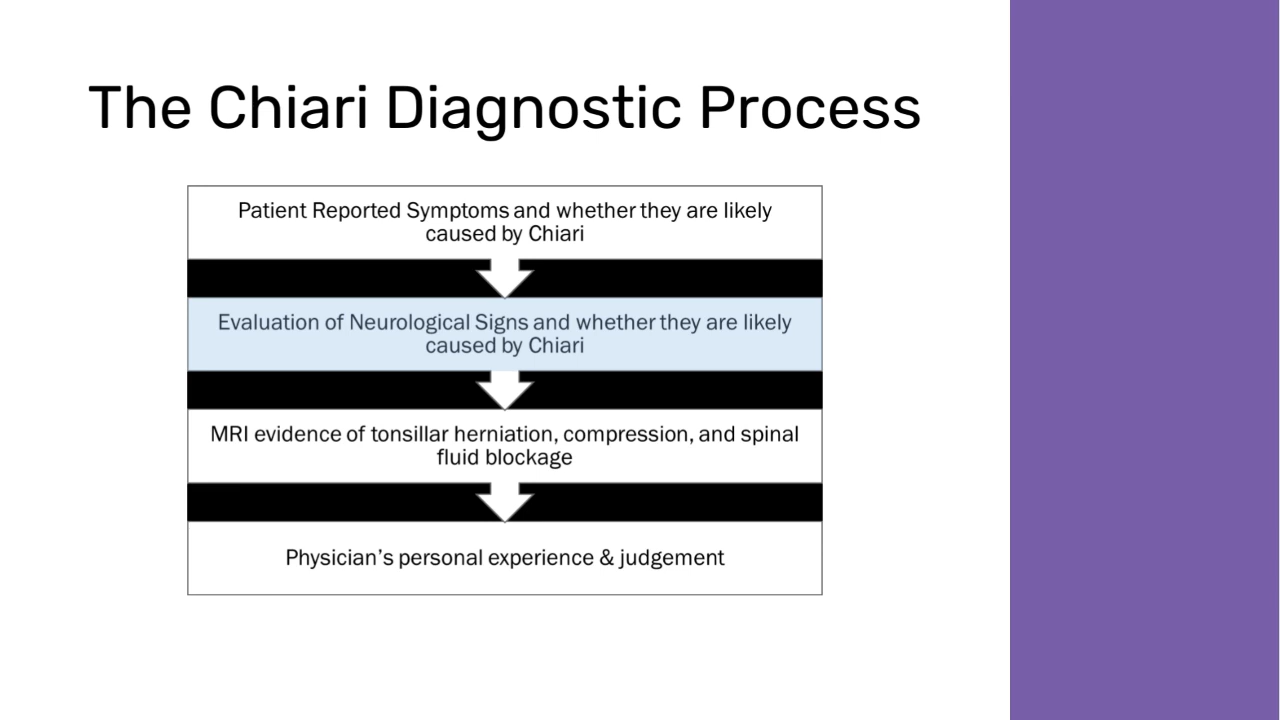 The Chiari Diagnostic Process
Patient Reported Symptoms and whether they are likely
caused by Chiari
Evaluation of Neurological Signs and whether they are likely
caused by Chiari
MRI evidence of tonsillar herniation, compression, and spinal
fluid blockage
Physician’s personal experience & judgement